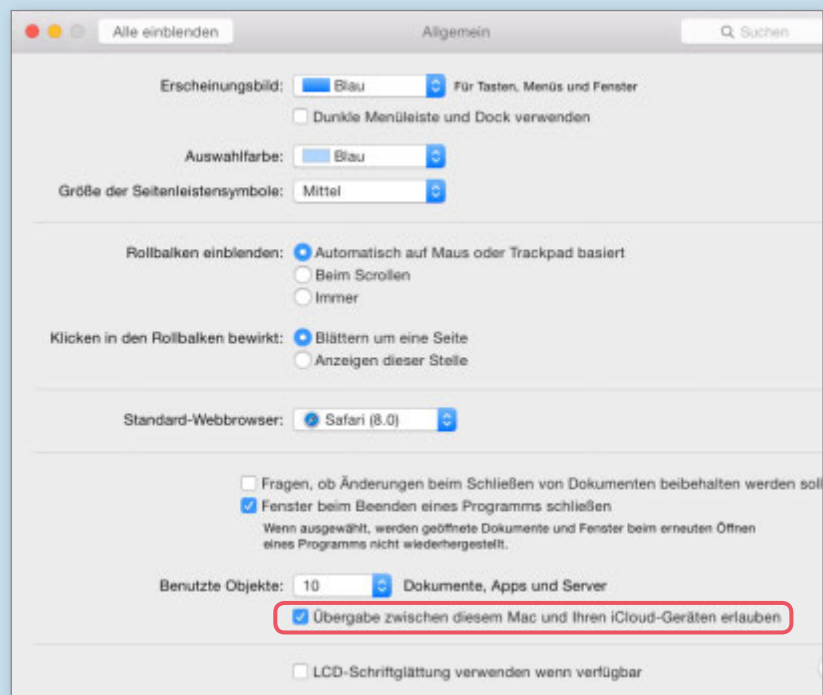 Alle einblenden Allgemein Suchen
Erscheinungsbild: Blau Für Tasten, Menüs und Fenster
Dunkle Menüleiste und Dock verwenden
Auswahlfarbe: Blau
Größe der Seitenleistensymbole: Mittel
Rollbalken einblenden: Automatisch auf Maus oder Trackpad basiert
Beim Scrollen
Immer
Klicken in den Rollbalken bewirkt: Blättern um eine Seite
Anzeigen dieser Stelle
Standard-Webbrowser: Safari (8.0)
Fragen, ob Änderungen beim Schließen von Dokumenten beibehalten werden soll
Fenster beim Beenden eines Programms schließen
Wenn ausgewählt, werden geöffnete Dokumente und Fenster beim erneuten Öffnen
eines Programms nicht wiederhergestellt.
Benutzte Objekte: 10 Dokumente, Apps und Server
Übergabe zwischen diesem Mac und Ihren iCloud-Geräten erlauben
LCD-Schriftglättung verwenden wenn verfügbar